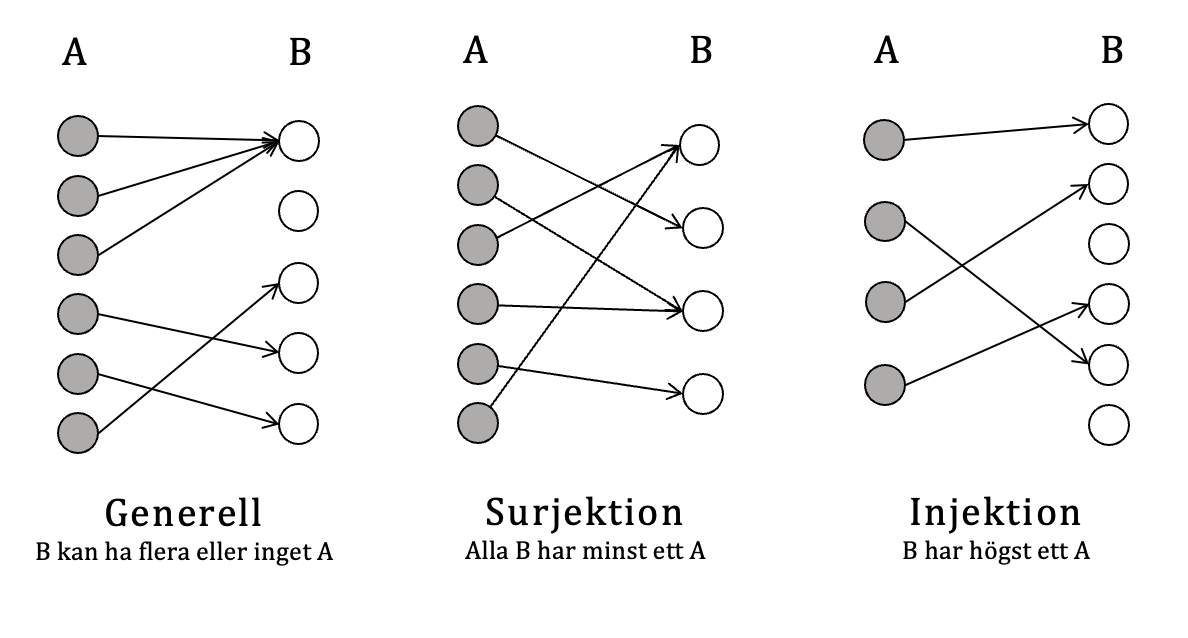 A B
A B
A B
Generell
B kan ha flera eller inget A
Surjektion
Alla B har minst ett A
Injektion
B har högst ett A